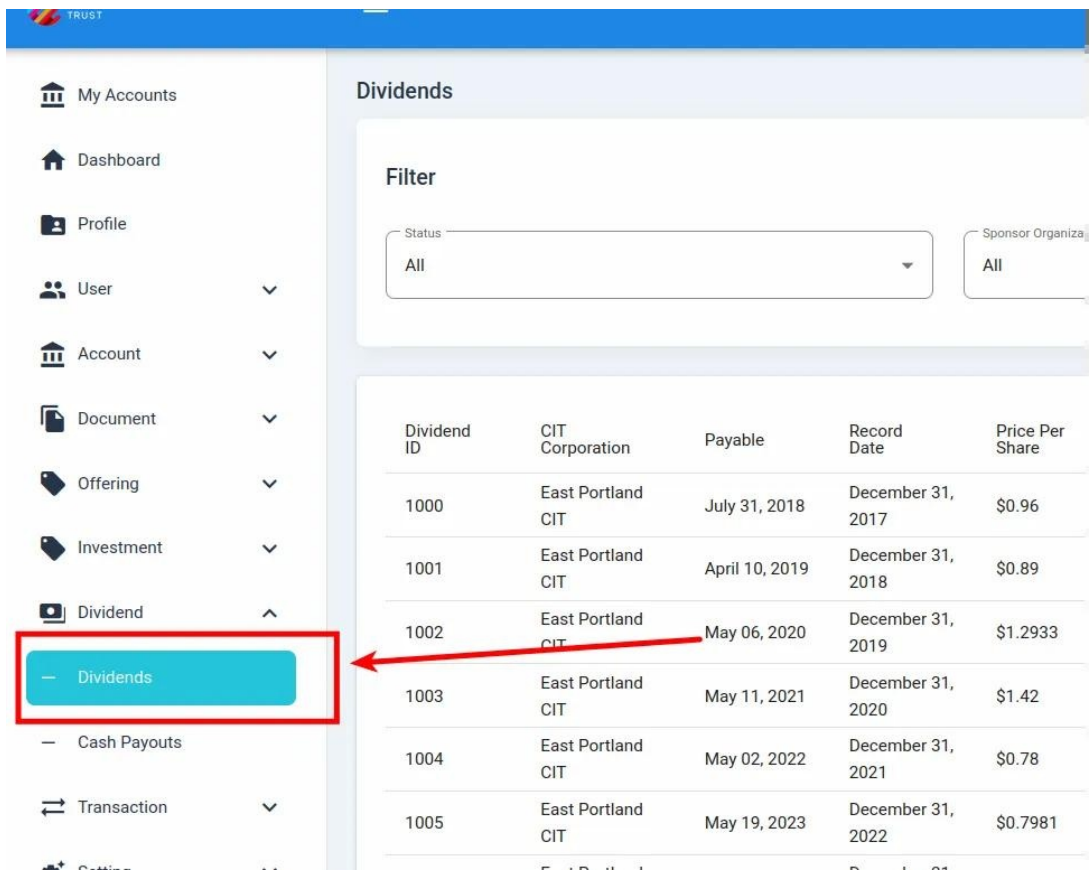 TRUST
My Accounts
Dashboard
Profile
User
Account
Document
Offering
Investment
Dividend
Dividends
Cash Payouts
Transaction
Dividends
Filter
Status
All
Sponsor Organiza
All
Dividend ID
CIT Corporation
Payable
Record Date
Price Per Share
1000
East Portland CIT
July 31, 2018
December 31, 2017
$0.96
1001
East Portland CIT
April 10, 2019
December 31, 2018
$0.89
1002
East Portland CIT
May 06, 2020
December 31, 2019
$1.2933
1003
East Portland CIT
May 11, 2021
December 31, 2020
$1.42
1004
East Portland CIT
May 02, 2022
December 31, 2021
$0.78
1005
East Portland CIT
May 19, 2023
December 31, 2022
$0.7981